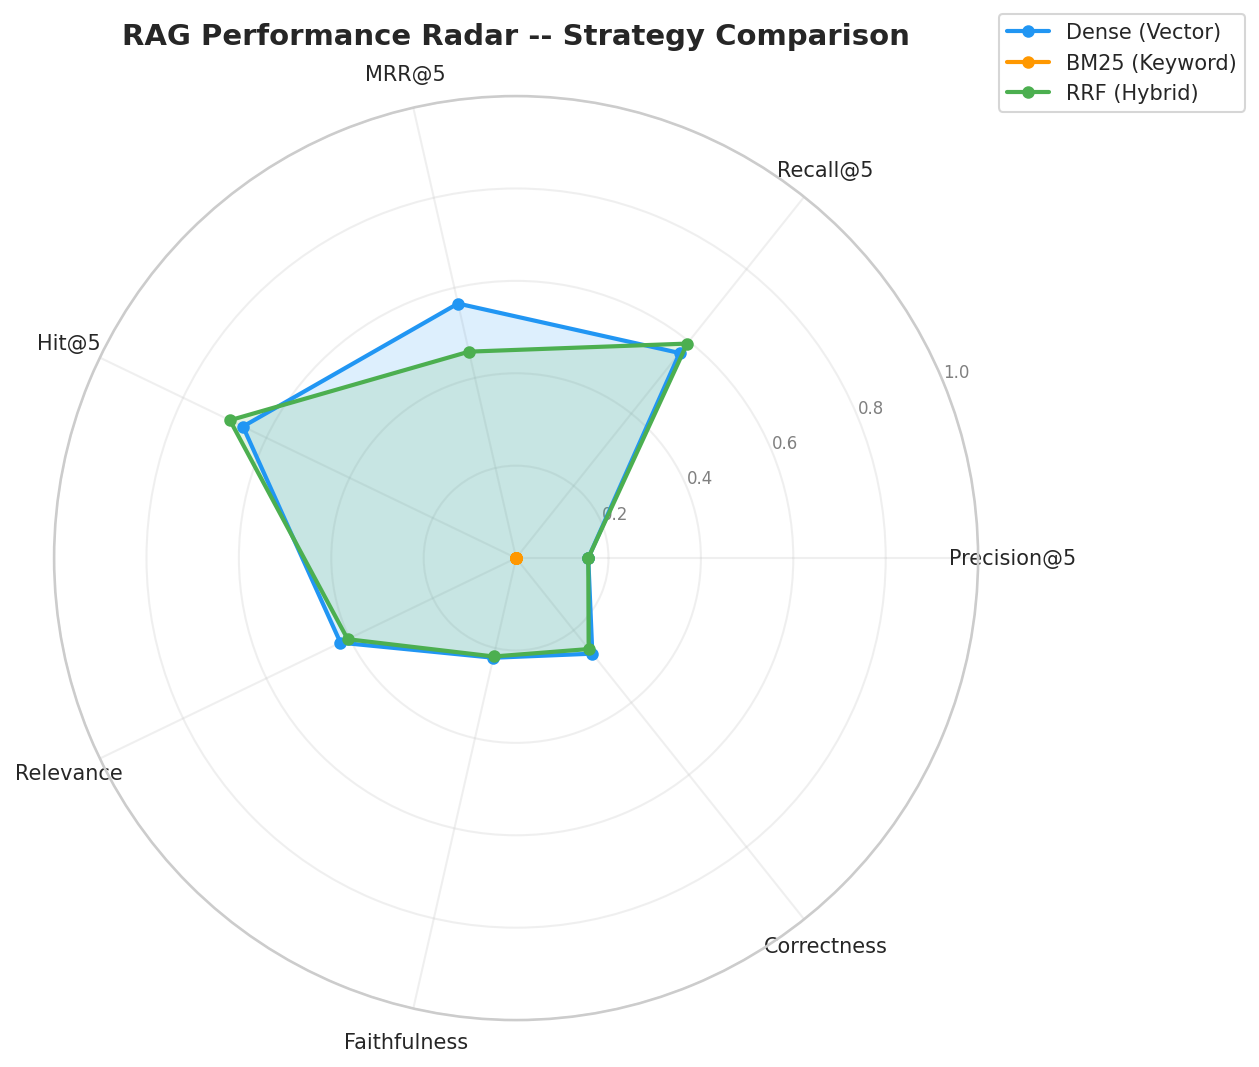 RAG Performance Radar -- Strategy Comparison
Dense (Vector)
BM25 (Keyword)
RRF (Hybrid)
MRR@5
Recall@5
Hit@5
1.0
0.8
0.6
0.4
0.2
Precision@5
Relevance
Correctness
Faithfulness